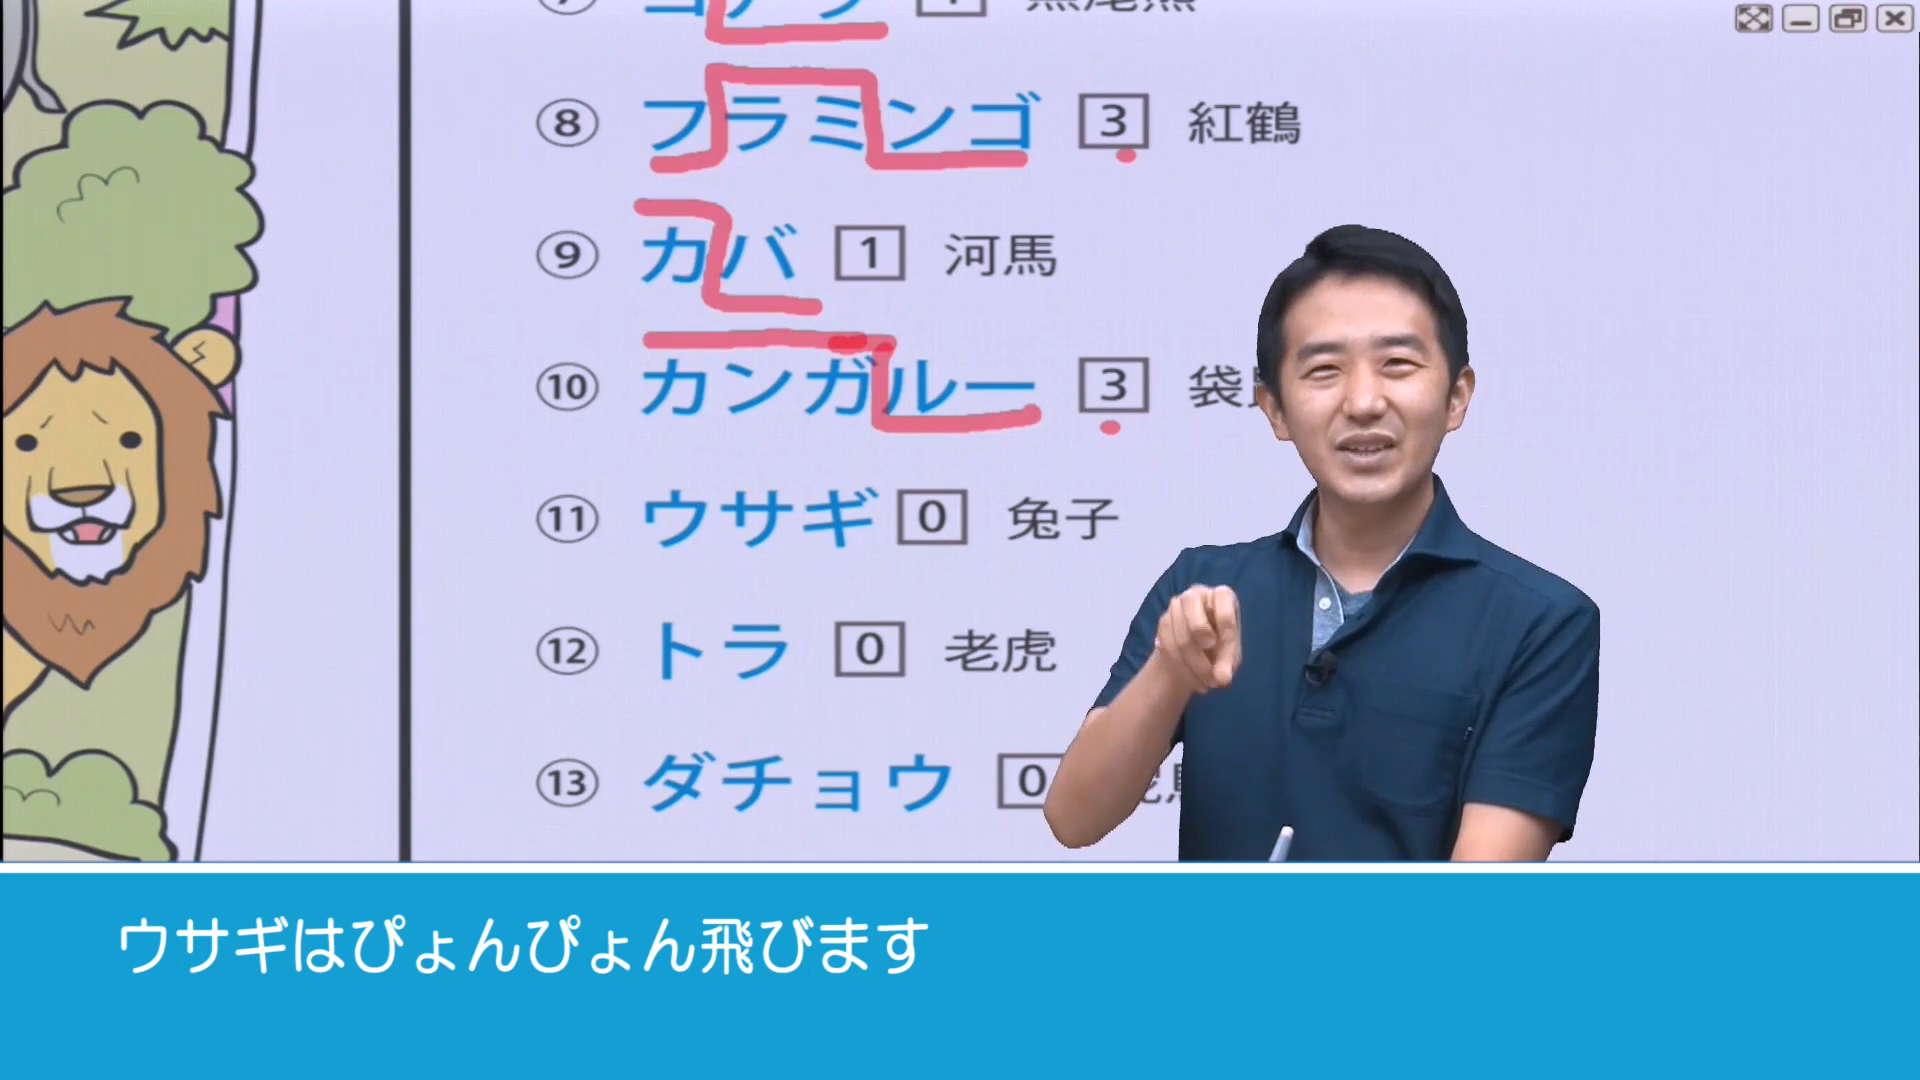 ⑧ フラミンゴ 3 紅鶴
⑨ カバ 1 河馬
⑩ カンガルー 3 袋
⑪ ウサギ 0 兔子
⑫ トラ 0 老虎
⑬ ダチョウ 0
ウサギはぴょんぴょん飛びます